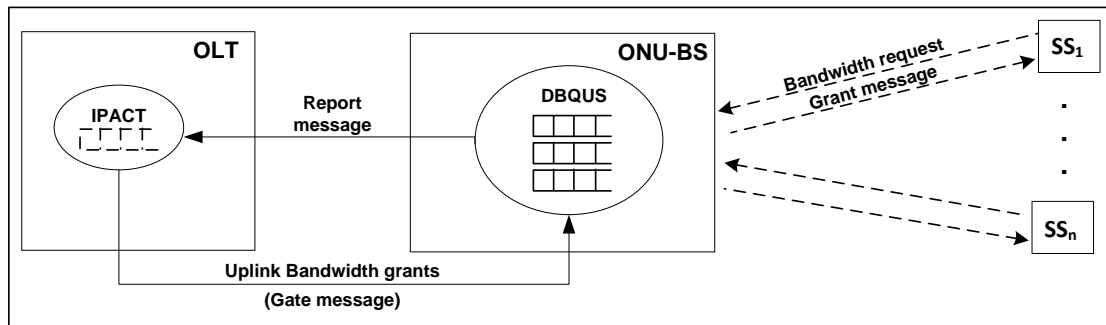 OLT
IPACT
Report
message
ONU-BS
DBQUS
Bandwidth request
Grant message
SS1
.
.
.
SSn
Uplink Bandwidth grants
(Gate message)